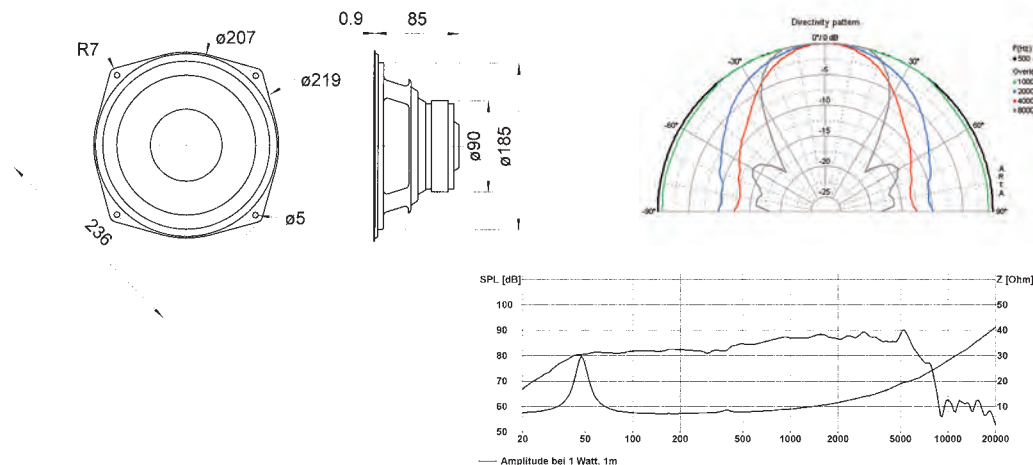 0.9 85
R7
ø207
ø219
ø90
ø185
ø5
236
Directivity pattern
0°/0 dB
-30° 30°
-5
-10
-60° 60°
-15
-20
-25
-90° 90°
A
R
T
A
F(Hz)
500
Overla
1000
2000
4000
8000
SPL [dB] Z [Ohm]
100 50
90 40
80 30
70 20
60 10
50
20 50 100 200 500 1000 2000 5000 10000 20000
Amplitude bei 1 Watt, 1m